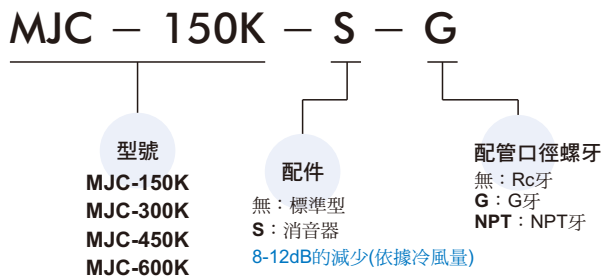 MJC － 150K － S － G
型號
MJC-150K
MJC-300K
MJC-450K
MJC-600K
配件
無：標準型
S：消音器
8-12dB的減少(依據冷風量)
配管口徑螺牙
無：Rc牙
G：G牙
NPT：NPT牙